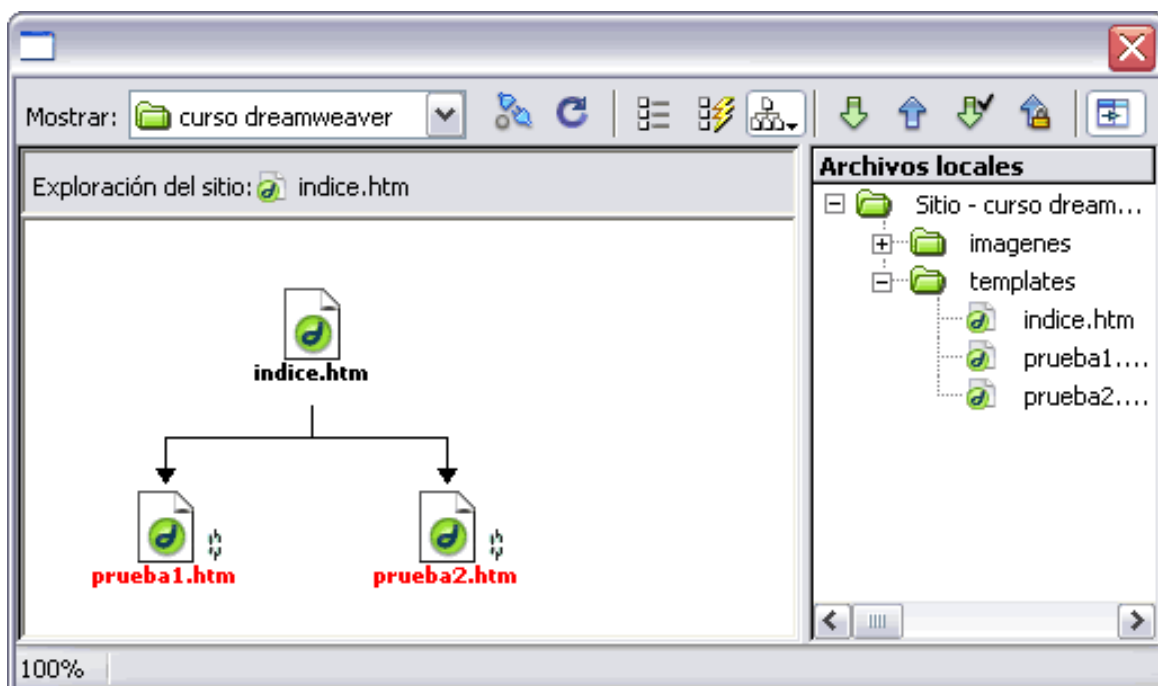 Mostrar: curso dreamweaver
Exploración del sitio: indice.htm
indice.htm
prueba1.htm prueba2.htm
Archivos locales
Sitio - curso dream...
imagenes
templates
indice.htm
prueba1....
prueba2....
100%